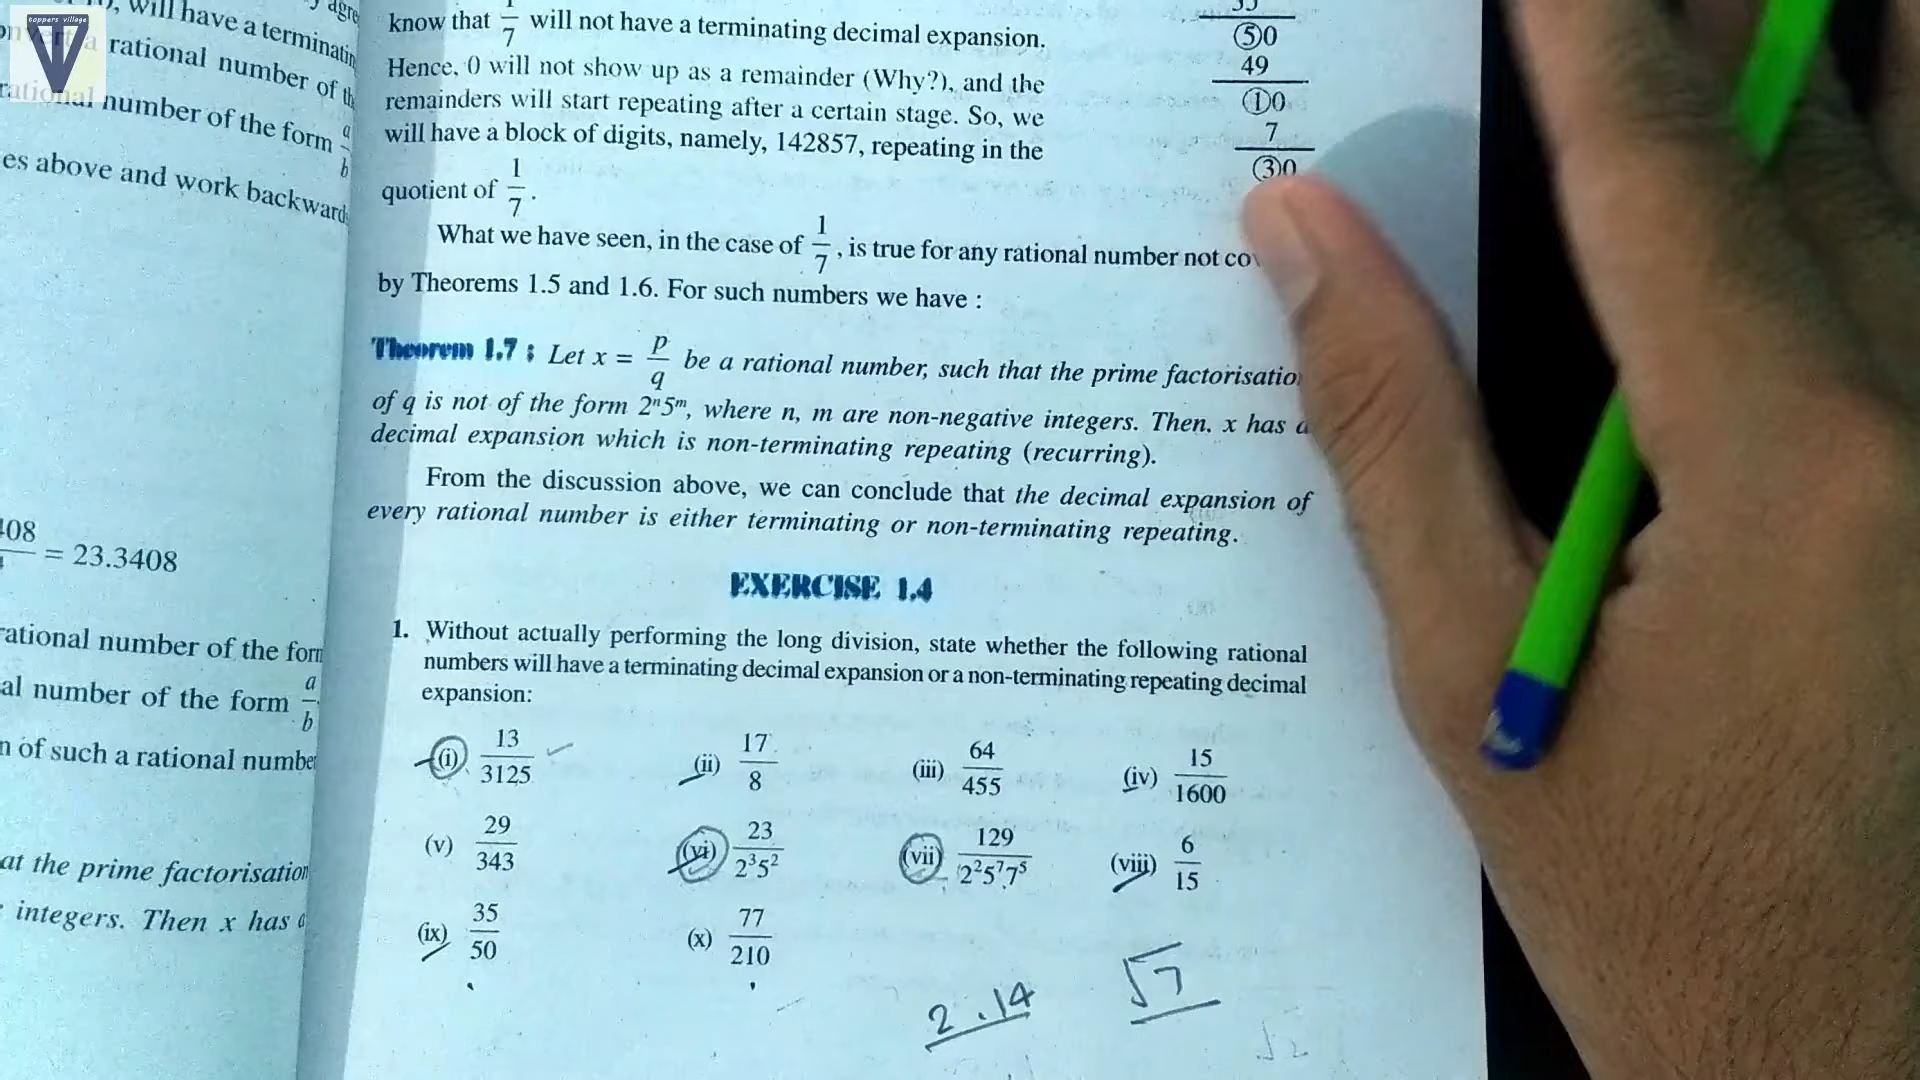 toppers village
will have a terminatin
a rational number of th
rational number of the form a/b
es above and work backward
408
= 23.3408
rational number of the form
al number of the form a/b
n of such a rational number
at the prime factorisation
integers. Then x has a
know that 1/7 will not have a terminating decimal expansion.
Hence, 0 will not show up as a remainder (Why?), and the
remainders will start repeating after a certain stage. So, we
will have a block of digits, namely, 142857, repeating in the
quotient of 1/7.
35
50
49
10
7
30
What we have seen, in the case of 1/7, is true for any rational number not cov
by Theorems 1.5 and 1.6. For such numbers we have :
Theorem 1.7 : Let x = p/q be a rational number, such that the prime factorisatio
of q is not of the form 2ⁿ5ᵐ, where n, m are non-negative integers. Then, x has a
decimal expansion which is non-terminating repeating (recurring).
From the discussion above, we can conclude that the decimal expansion of
every rational number is either terminating or non-terminating repeating.
EXERCISE 1.4
1. Without actually performing the long division, state whether the following rational
numbers will have a terminating decimal expansion or a non-terminating repeating decimal
expansion:
(i) 13/3125 (ii) 17/8 (iii) 64/455 (iv) 15/1600
(v) 29/343 (vi) 23/2³5² (vii) 129/2²5⁷7⁵ (viii) 6/15
(ix) 35/50 (x) 77/210
2.14 √7